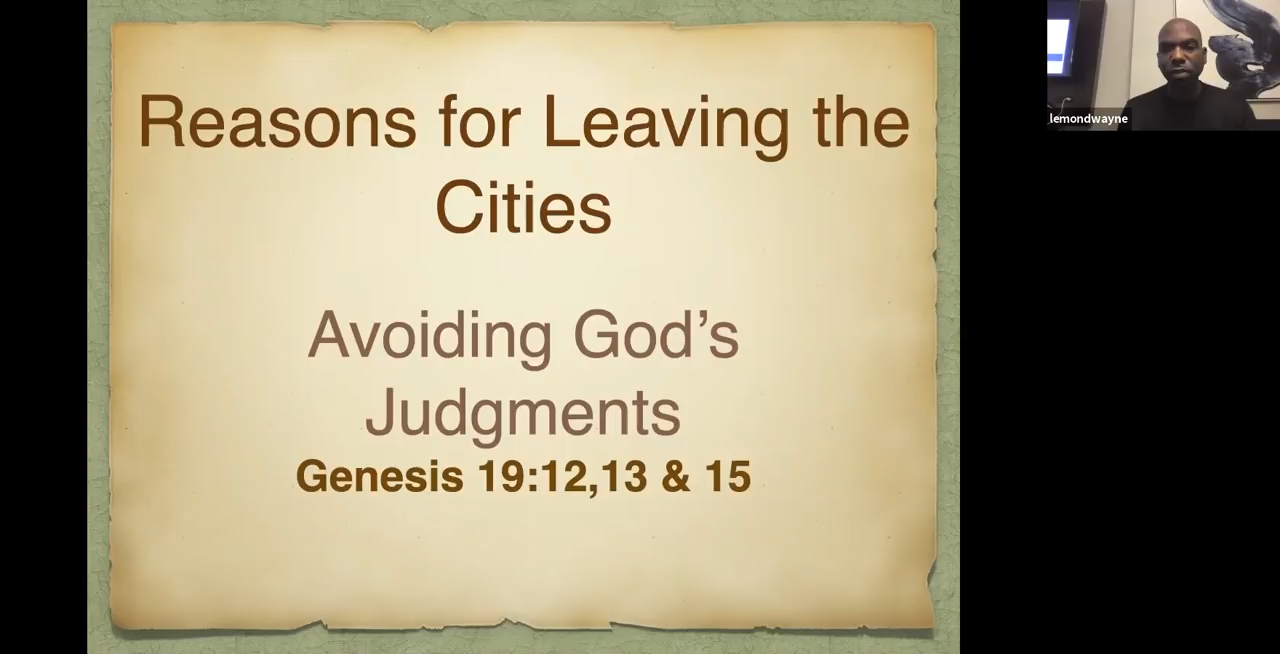 Reasons for Leaving the
Cities
Avoiding God’s
Judgments
Genesis 19:12,13 & 15
lemondwayne